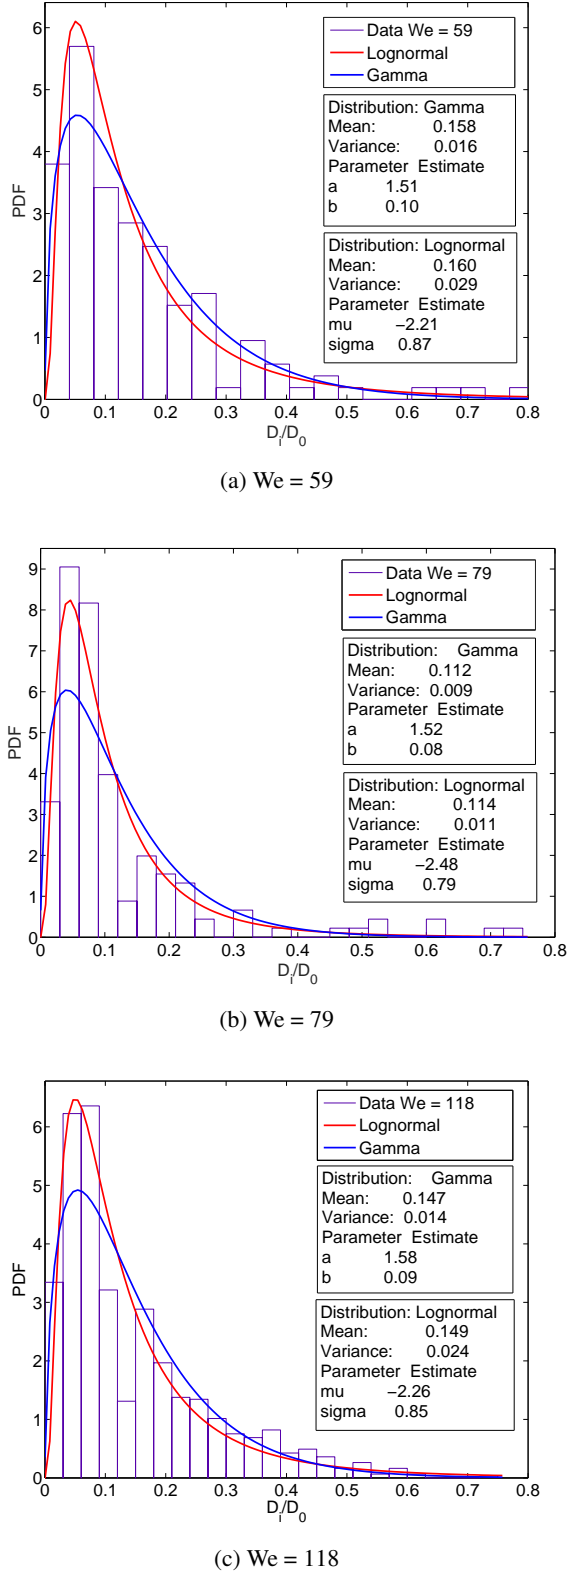 6
5
4
3
2
1
0
PDF
0
0.1
0.2
0.3
0.4
0.5
0.6
0.7
0.8
D_i/D_0
Data We = 59
Lognormal
Gamma
Distribution: Gamma
Mean: 0.158
Variance: 0.016
Parameter Estimate
a 1.51
b 0.10
Distribution: Lognormal
Mean: 0.160
Variance: 0.029
Parameter Estimate
mu −2.21
sigma 0.87
(a) We = 59
9
8
7
6
5
4
3
2
1
0
PDF
0
0.1
0.2
0.3
0.4
0.5
0.6
0.7
0.8
D_i/D_0
Data We = 79
Lognormal
Gamma
Distribution: Gamma
Mean: 0.112
Variance: 0.009
Parameter Estimate
a 1.52
b 0.08
Distribution: Lognormal
Mean: 0.114
Variance: 0.011
Parameter Estimate
mu −2.48
sigma 0.79
(b) We = 79
6
5
4
3
2
1
0
PDF
0
0.1
0.2
0.3
0.4
0.5
0.6
0.7
0.8
D_i/D_0
Data We = 118
Lognormal
Gamma
Distribution: Gamma
Mean: 0.147
Variance: 0.014
Parameter Estimate
a 1.58
b 0.09
Distribution: Lognormal
Mean: 0.149
Variance: 0.024
Parameter Estimate
mu −2.26
sigma 0.85
(c) We = 118